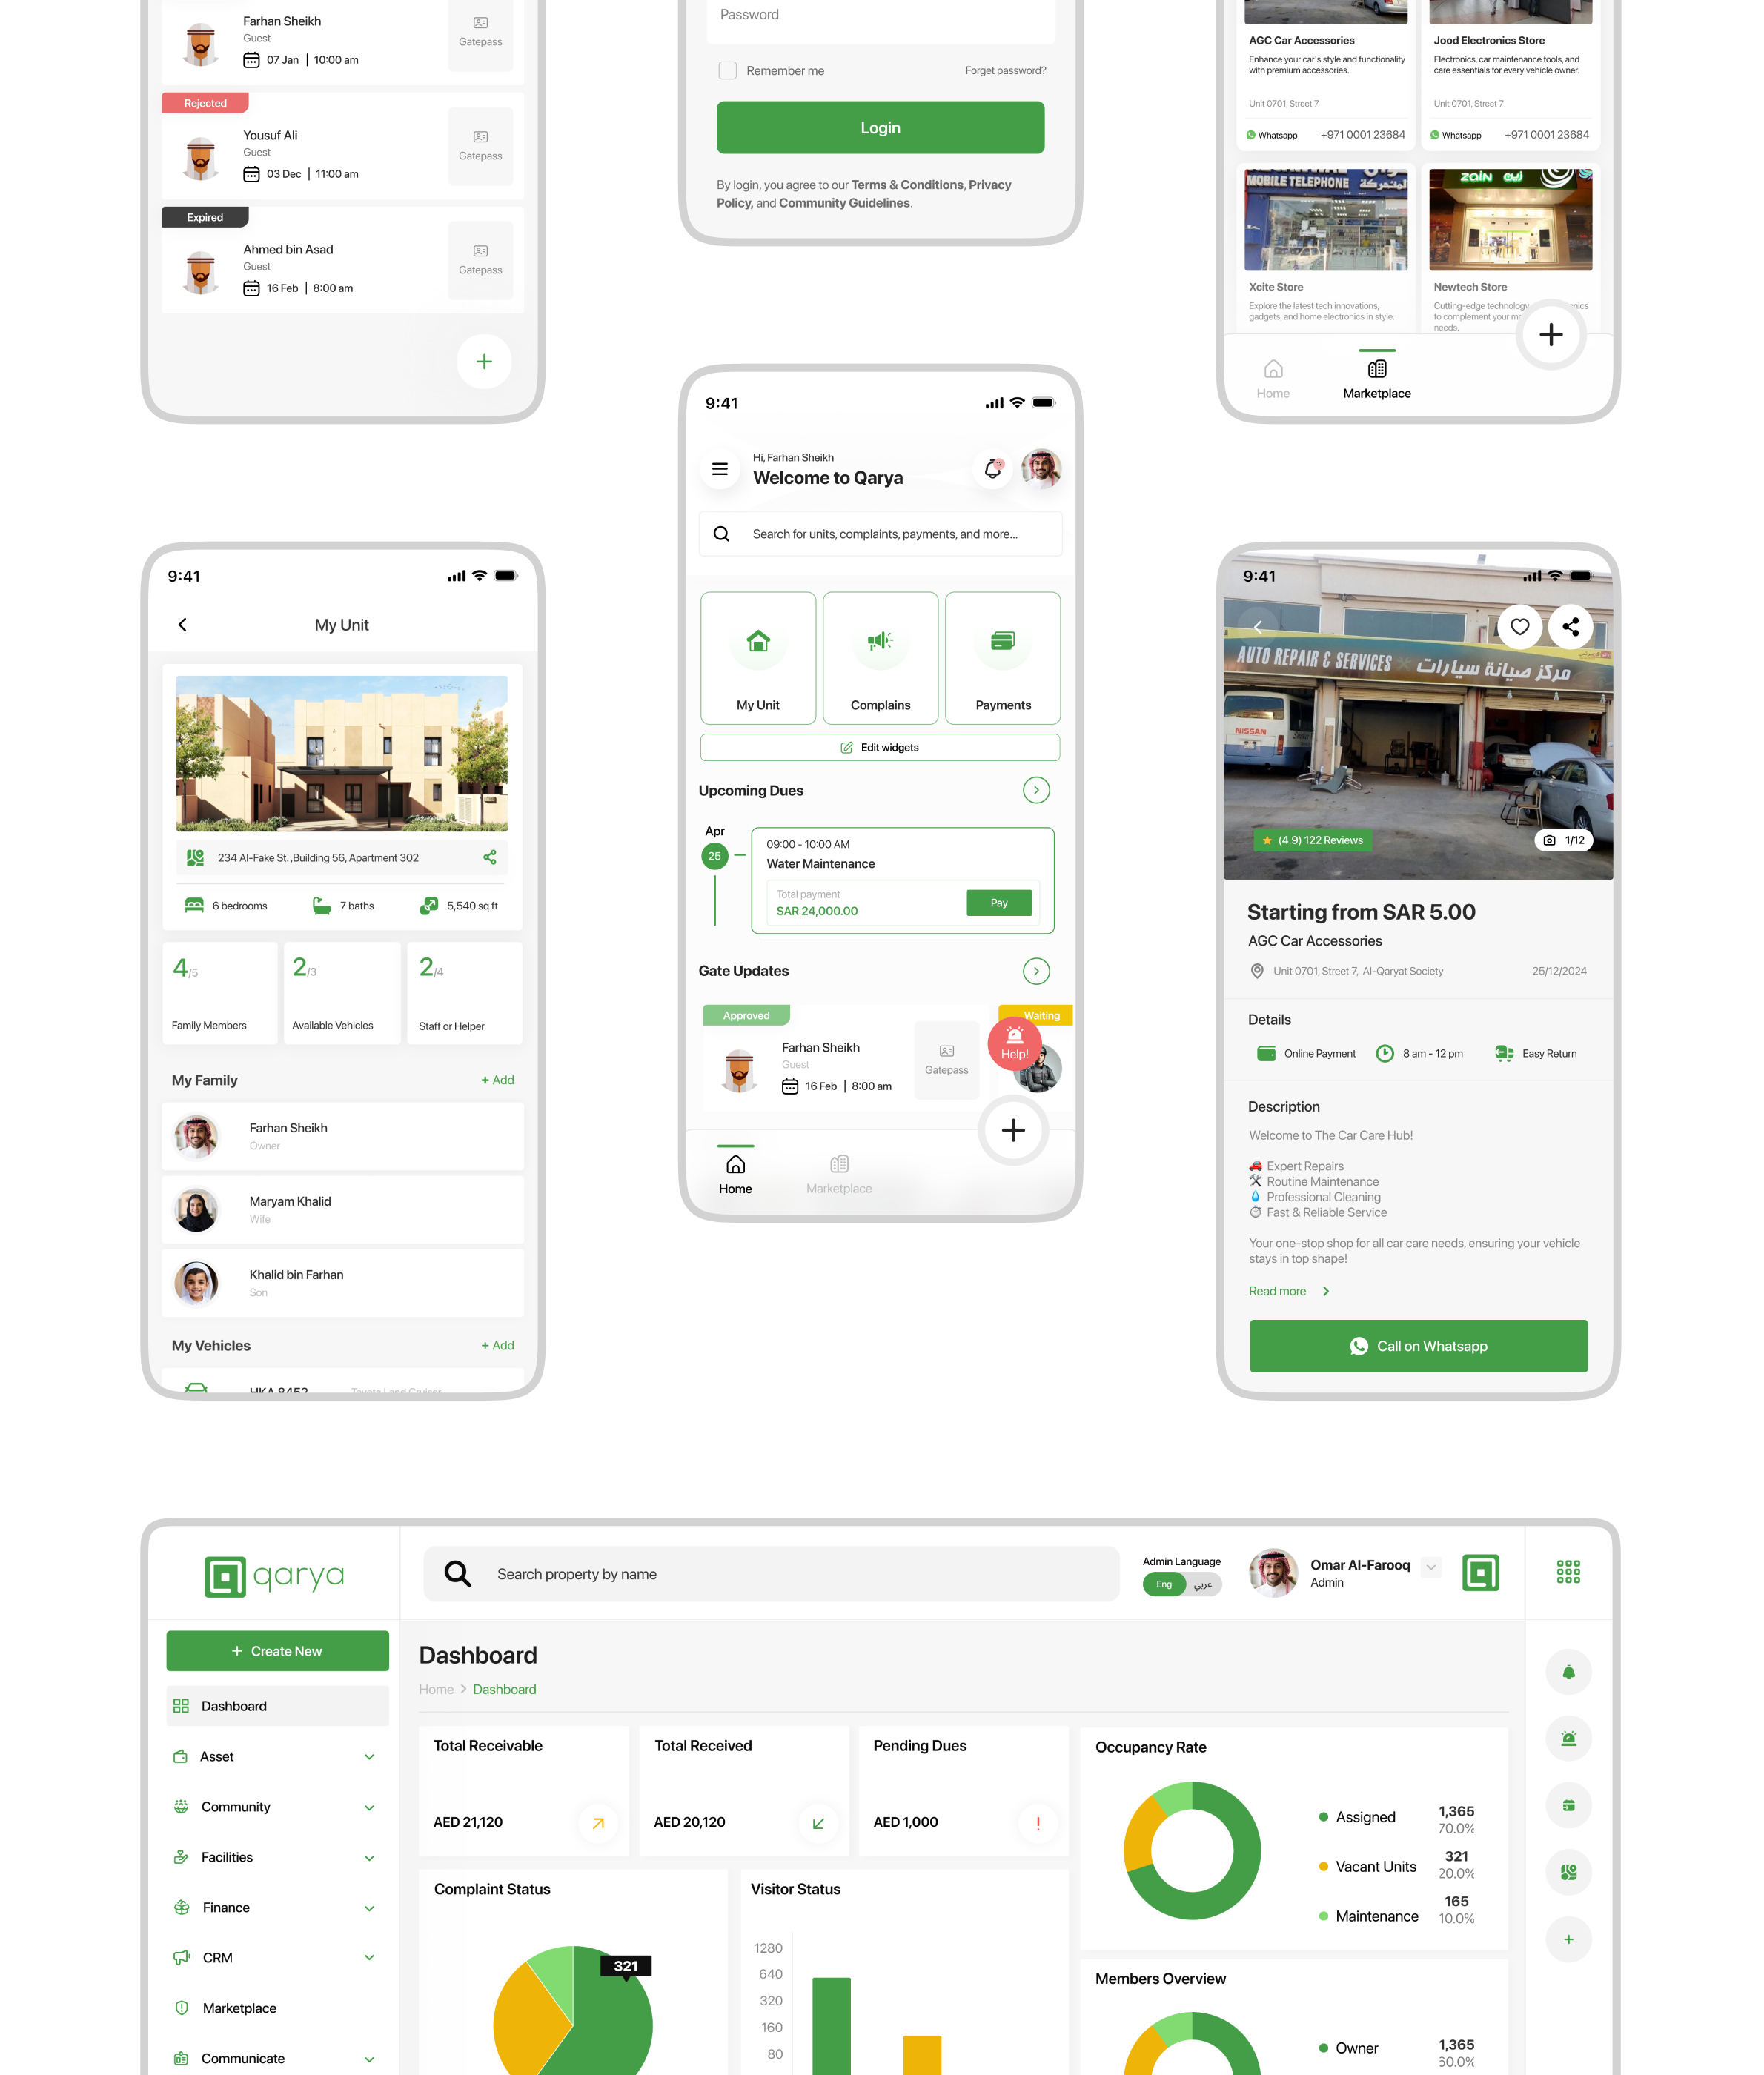 Farhan Sheikh
Guest
07 Jan | 10:00 am
Gatepass
Rejected
Yousuf Ali
Guest
03 Dec | 11:00 am
Gatepass
Expired
Ahmed bin Asad
Guest
16 Feb | 8:00 am
Gatepass
+
Password
Remember me
Forget password?
Login
By login, you agree to our Terms & Conditions, Privacy
Policy, and Community Guidelines.
AGC Car Accessories
Enhance your car's style and functionality
with premium accessories.
Unit 0701, Street 7
Whatsapp +971 0001 23684
Jood Electronics Store
Electronics, car maintenance tools, and
care essentials for every vehicle owner.
Unit 0701, Street 7
Whatsapp +971 0001 23684
MOBILE TELEPHONE
zain زين
Xcite Store
Explore the latest tech innovations,
gadgets, and home electronics in style.
Newtech Store
Cutting-edge technology
to complement your
needs.
+
Home
Marketplace
9:41
My Unit
234 Al-Fake St. ,Building 56, Apartment 302
6 bedrooms
7 baths
5,540 sq ft
4/5
Family Members
2/3
Available Vehicles
2/4
Staff or Helper
My Family
+ Add
Farhan Sheikh
Owner
Maryam Khalid
Wife
Khalid bin Farhan
Son
My Vehicles
+ Add
HKA 8452
Toyota Land Cruiser
9:41
Hi, Farhan Sheikh
Welcome to Qarya
12
Search for units, complaints, payments, and more...
My Unit
Complains
Payments
Edit widgets
Upcoming Dues
Apr
25
09:00 - 10:00 AM
Water Maintenance
Total payment
SAR 24,000.00
Pay
Gate Updates
Approved
Farhan Sheikh
Guest
16 Feb | 8:00 am
Gatepass
Waiting
Help!
+
Home
Marketplace
9:41
AUTO REPAIR & SERVICES
مركز صيانة سيارات
NISSAN
(4.9) 122 Reviews
1/12
Starting from SAR 5.00
AGC Car Accessories
Unit 0701, Street 7, Al-Qaryat Society
25/12/2024
Details
Online Payment
8 am - 12 pm
Easy Return
Description
Welcome to The Car Care Hub!
🚗 Expert Repairs
🛠 Routine Maintenance
💧 Professional Cleaning
⏱ Fast & Reliable Service
Your one-stop shop for all car care needs, ensuring your vehicle
stays in top shape!
Read more
Call on Whatsapp
qarya
Search property by name
Admin Language
Eng عربي
Omar Al-Farooq
Admin
+ Create New
Dashboard
Asset
Community
Facilities
Finance
CRM
Marketplace
Communicate
Dashboard
Home > Dashboard
Total Receivable
AED 21,120
Total Received
AED 20,120
Pending Dues
AED 1,000
!
Occupancy Rate
Assigned
1,365
70.0%
Vacant Units
321
20.0%
Maintenance
165
10.0%
Complaint Status
321
Visitor Status
1280
640
320
160
80
Members Overview
Owner
1,365
60.0%
+